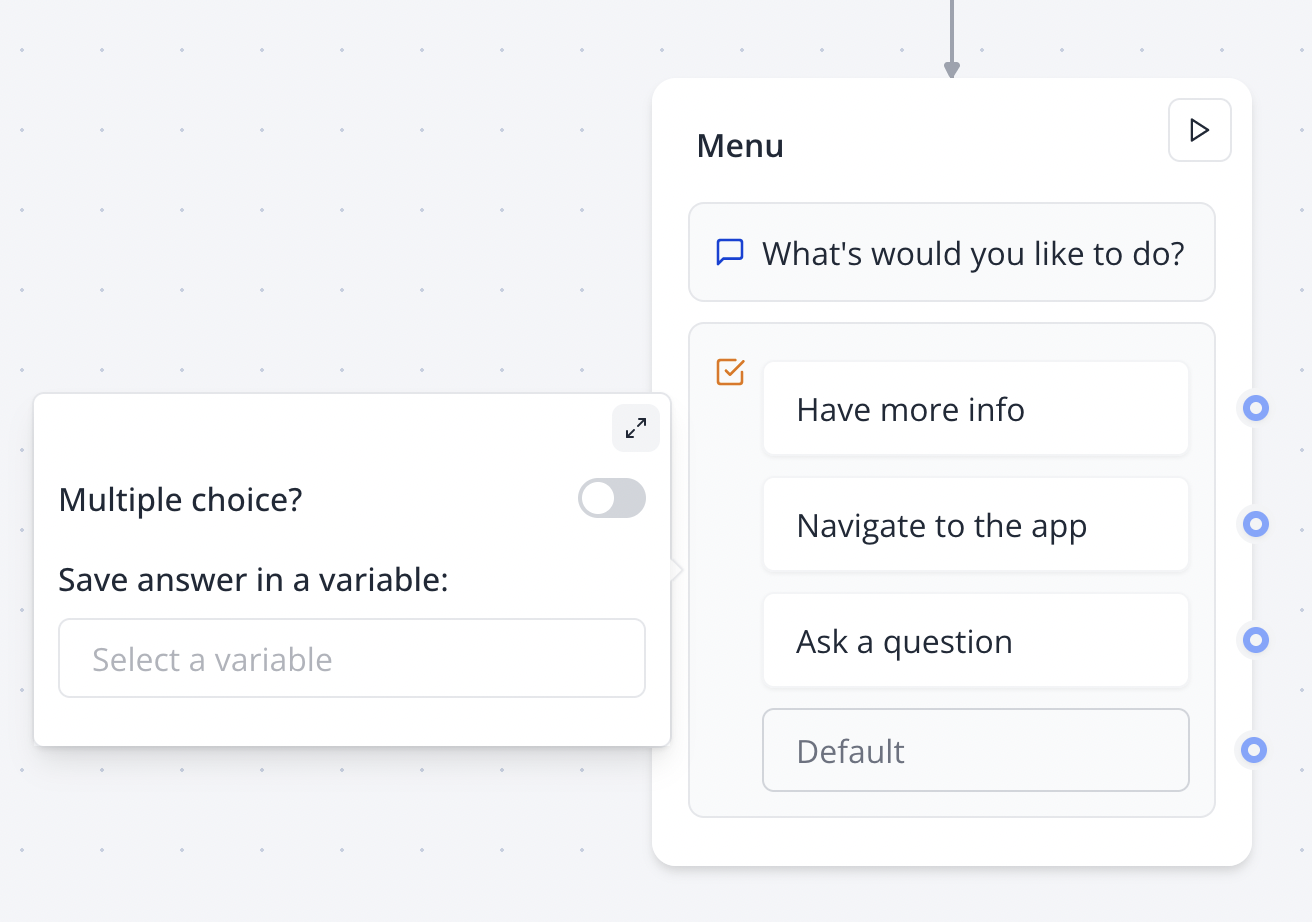 Menu
What's would you like to do?
Have more info
Navigate to the app
Ask a question
Default
Multiple choice?
Save answer in a variable:
Select a variable